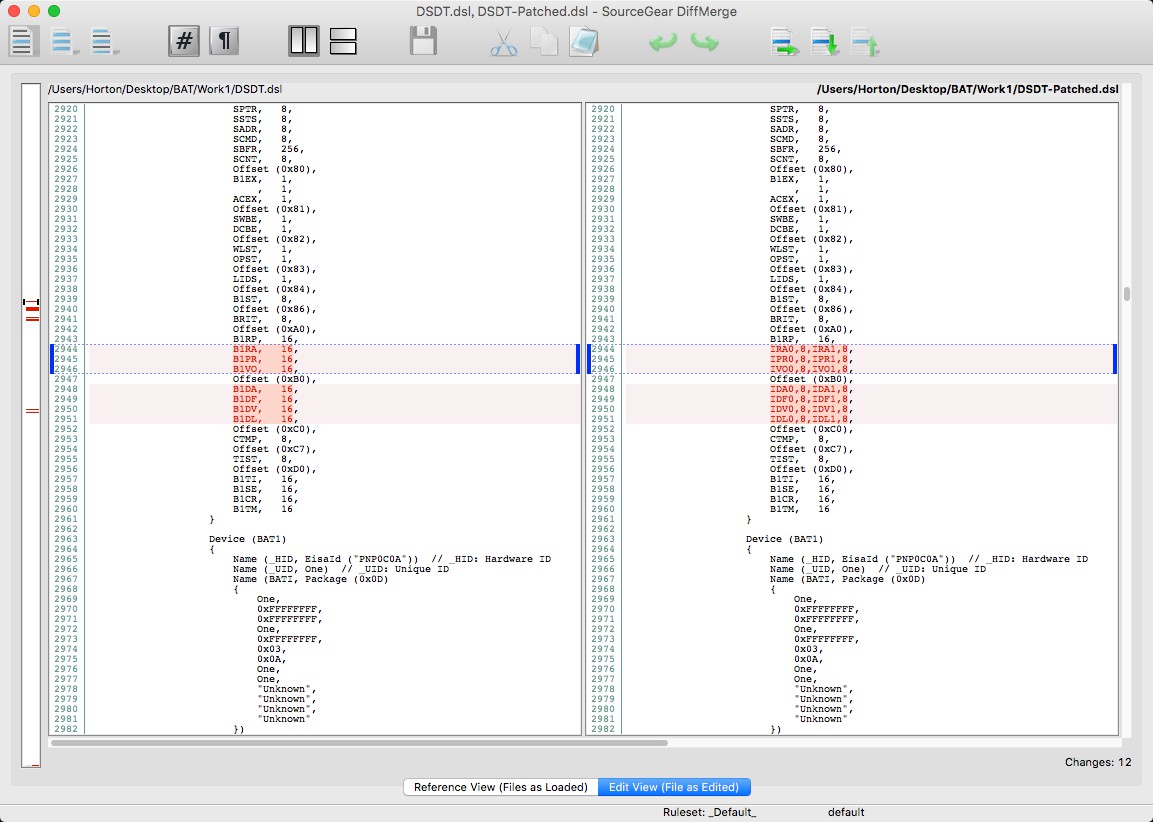 DSDT.dsl, DSDT-Patched.dsl - SourceGear DiffMerge
# ¶
/Users/Horton/Desktop/BAT/Work1/DSDT.dsl
2920 SPTR, 8,
2921 SSTS, 8,
2922 SADR, 8,
2923 SCMD, 8,
2924 SBFR, 256,
2925 SCNT, 8,
2926 Offset (0x80),
2927 B1EX, 1,
2928 , 1,
2929 ACEX, 1,
2930 Offset (0x81),
2931 SWBE, 1,
2932 DCBE, 1,
2933 Offset (0x82),
2934 WLST, 1,
2935 OPST, 1,
2936 Offset (0x83),
2937 LIDS, 1,
2938 Offset (0x84),
2939 B1ST, 8,
2940 Offset (0x86),
2941 BRIT, 8,
2942 Offset (0xA0),
2943 B1RP, 16,
2944 B1RA, 16,
2945 B1PR, 16,
2946 B1VO, 16,
2947 Offset (0xB0),
2948 B1DA, 16,
2949 B1DF, 16,
2950 B1DV, 16,
2951 B1DL, 16,
2952 Offset (0xC0),
2953 CTMP, 8,
2954 Offset (0xC7),
2955 TIST, 8,
2956 Offset (0xD0),
2957 B1TI, 16,
2958 B1SE, 16,
2959 B1CR, 16,
2960 B1TM, 16
2961 }
2962
2963 Device (BAT1)
2964 {
2965 Name (_HID, EisaId ("PNP0C0A")) // _HID: Hardware ID
2966 Name (_UID, One) // _UID: Unique ID
2967 Name (BATI, Package (0x0D)
2968 {
2969 One,
2970 0xFFFFFFFF,
2971 0xFFFFFFFF,
2972 One,
2973 0xFFFFFFFF,
2974 0x03,
2975 0x0A,
2976 One,
2977 One,
2978 "Unknown",
2979 "Unknown",
2980 "Unknown",
2981 "Unknown"
2982 })
/Users/Horton/Desktop/BAT/Work1/DSDT-Patched.dsl
2920 SPTR, 8,
2921 SSTS, 8,
2922 SADR, 8,
2923 SCMD, 8,
2924 SBFR, 256,
2925 SCNT, 8,
2926 Offset (0x80),
2927 B1EX, 1,
2928 , 1,
2929 ACEX, 1,
2930 Offset (0x81),
2931 SWBE, 1,
2932 DCBE, 1,
2933 Offset (0x82),
2934 WLST, 1,
2935 OPST, 1,
2936 Offset (0x83),
2937 LIDS, 1,
2938 Offset (0x84),
2939 B1ST, 8,
2940 Offset (0x86),
2941 BRIT, 8,
2942 Offset (0xA0),
2943 B1RP, 16,
2944 IRA0,8,IRA1,8,
2945 IPR0,8,IPR1,8,
2946 IVO0,8,IVO1,8,
2947 Offset (0xB0),
2948 IDA0,8,IDA1,8,
2949 IDF0,8,IDF1,8,
2950 IDV0,8,IDV1,8,
2951 IDL0,8,IDL1,8,
2952 Offset (0xC0),
2953 CTMP, 8,
2954 Offset (0xC7),
2955 TIST, 8,
2956 Offset (0xD0),
2957 B1TI, 16,
2958 B1SE, 16,
2959 B1CR, 16,
2960 B1TM, 16
2961 }
2962
2963 Device (BAT1)
2964 {
2965 Name (_HID, EisaId ("PNP0C0A")) // _HID: Hardware ID
2966 Name (_UID, One) // _UID: Unique ID
2967 Name (BATI, Package (0x0D)
2968 {
2969 One,
2970 0xFFFFFFFF,
2971 0xFFFFFFFF,
2972 One,
2973 0xFFFFFFFF,
2974 0x03,
2975 0x0A,
2976 One,
2977 One,
2978 "Unknown",
2979 "Unknown",
2980 "Unknown",
2981 "Unknown"
2982 })
Changes: 12
Reference View (Files as Loaded) Edit View (File as Edited)
Ruleset: _Default_ default